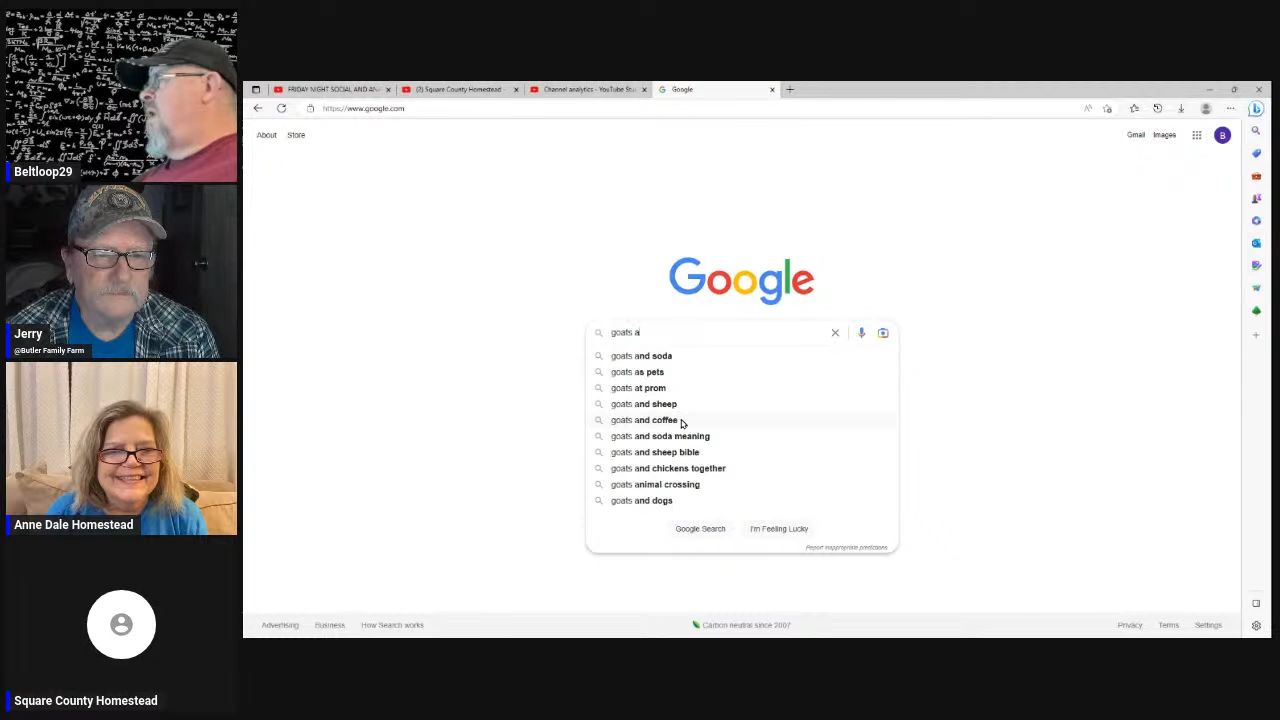 Beltloop29
Jerry
@Butler Family Farm
Anne Dale Homestead
Square County Homestead
FRIDAY NIGHT SOCIAL AND AN
(2) Square County Homestead -
Channel analytics - YouTube Stu
Google
https://www.google.com
About Store
Gmail Images
B
Google
goats a
goats and soda
goats as pets
goats at prom
goats and sheep
goats and coffee
goats and soda meaning
goats and sheep bible
goats and chickens together
goats animal crossing
goats and dogs
Google Search I'm Feeling Lucky
Report inappropriate predictions
Advertising Business How Search works
Carbon neutral since 2007
Privacy Terms Settings